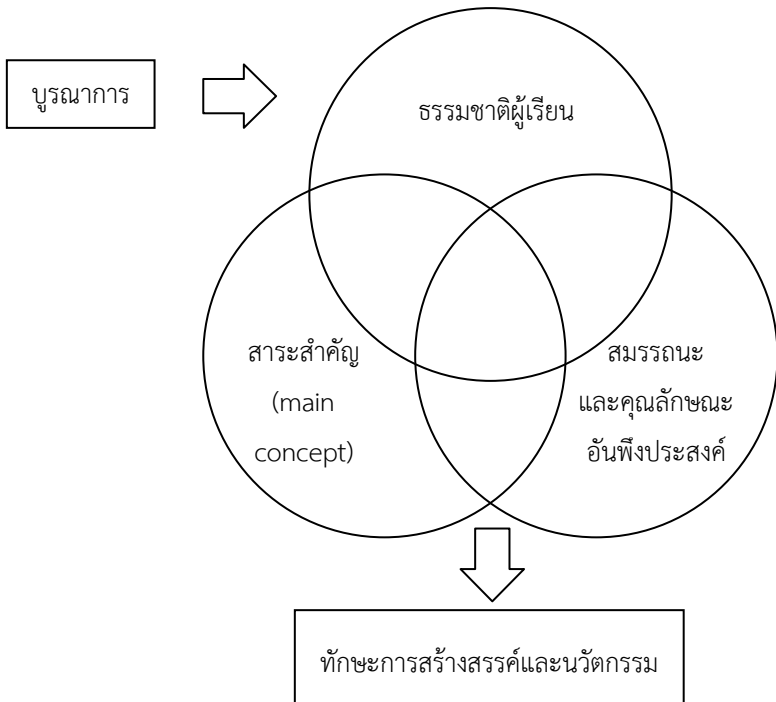 บูรณาการ
ธรรมชาติผู้เรียน
สาระสำคัญ
(main
concept)
สมรรถนะ
และคุณลักษณะ
อันพึงประสงค์
ทักษะการสร้างสรรค์และนวัตกรรม